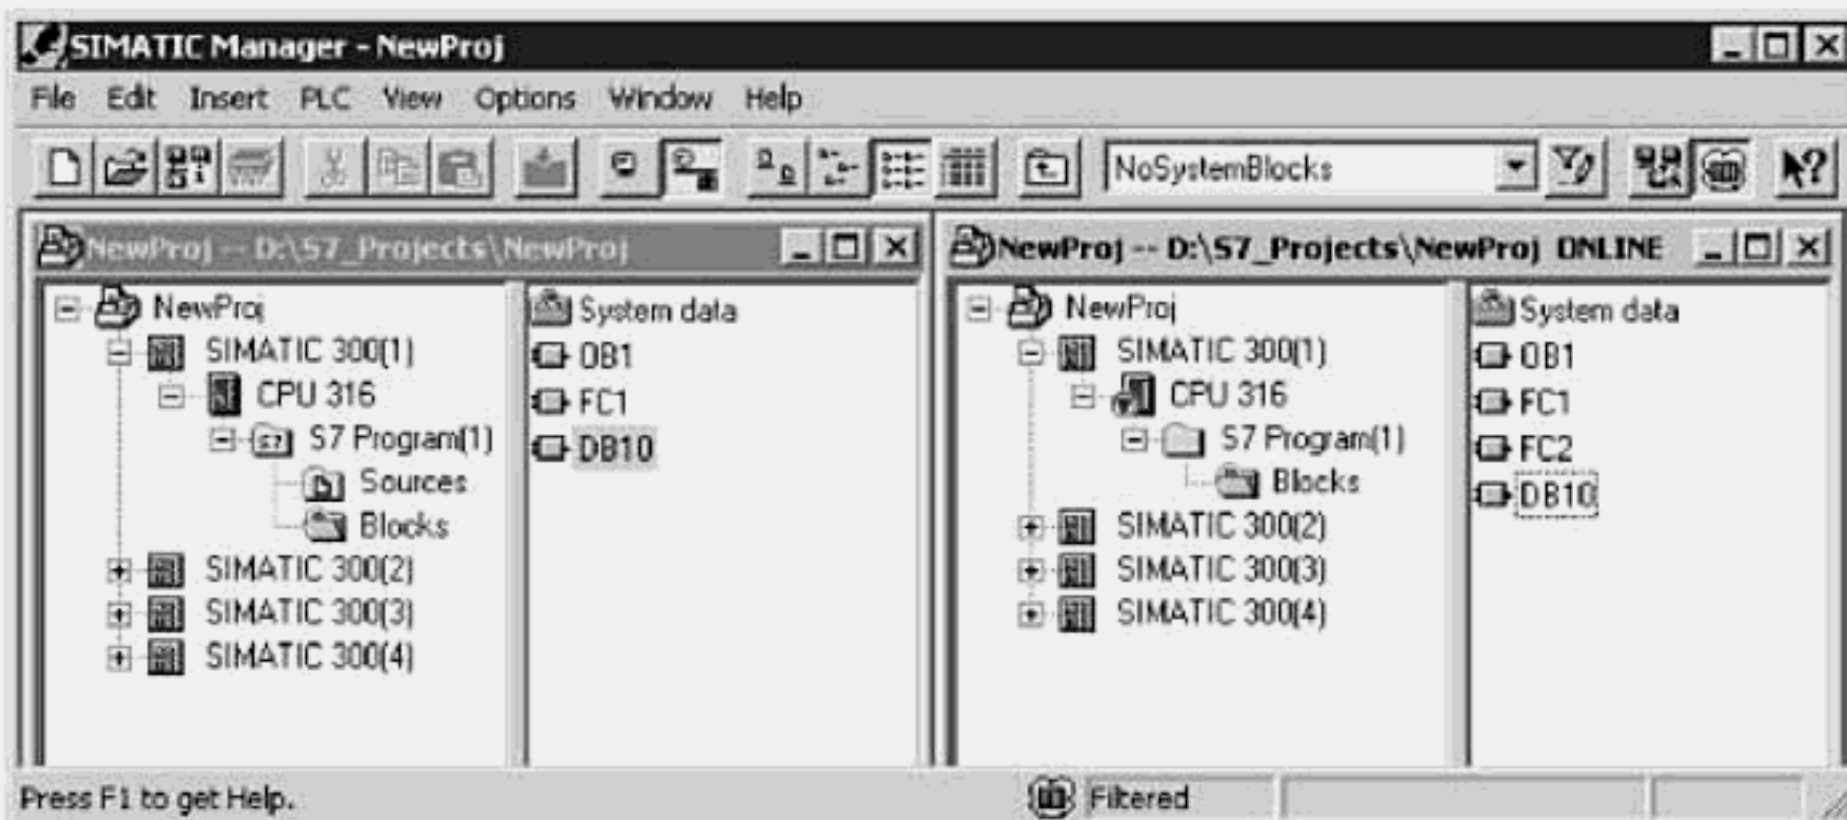 SIMATIC Manager - NewProj
File Edit Insert PLC View Options Window Help
NoSystemBlocks
NewProj -- D:\S7_Projects\NewProj
NewProj
SIMATIC 300(1)
CPU 316
S7 Program(1)
Sources
Blocks
SIMATIC 300(2)
SIMATIC 300(3)
SIMATIC 300(4)
System data
OB1
FC1
DB10
NewProj -- D:\S7_Projects\NewProj ONLINE
NewProj
SIMATIC 300(1)
CPU 316
S7 Program(1)
Blocks
SIMATIC 300(2)
SIMATIC 300(3)
SIMATIC 300(4)
System data
OB1
FC1
FC2
DB10
Press F1 to get Help.
Filtered